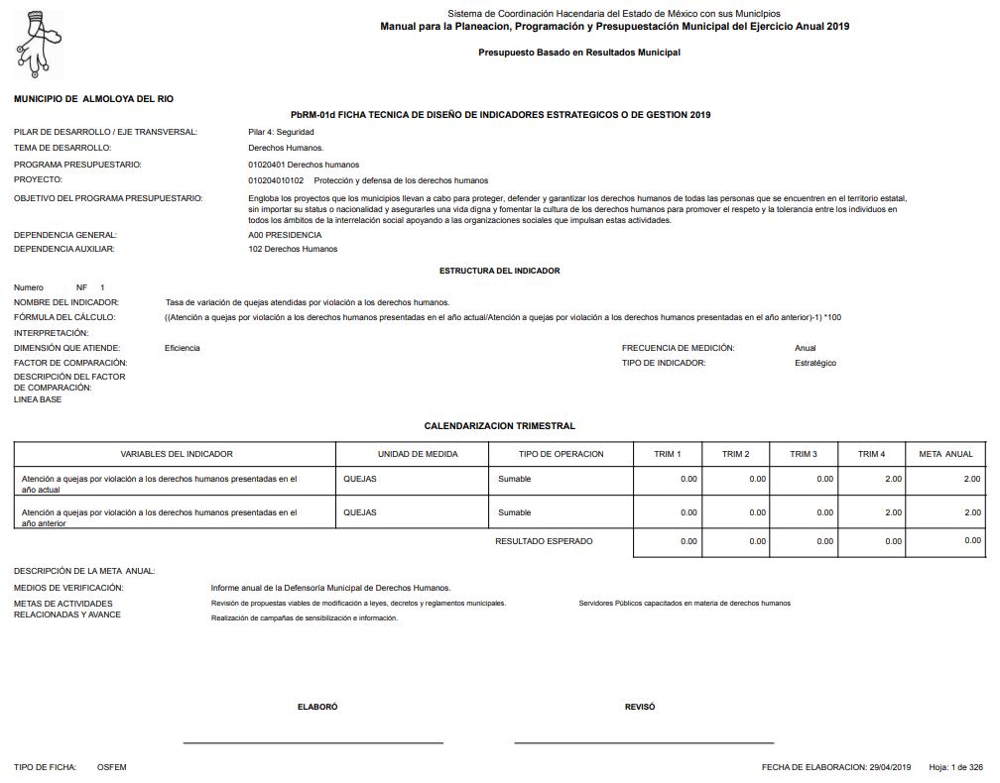 Sistema de Coordinación Hacendaria del Estado de México con sus MunicIpios
Manual para la Planeacion, Programación y Presupuestación Municipal del Ejercicio Anual 2019
Presupuesto Basado en Resultados Municipal
MUNICIPIO DE ALMOLOYA DEL RIO
PbRM-01d FICHA TECNICA DE DISEÑO DE INDICADORES ESTRATEGICOS O DE GESTION 2019
PILAR DE DESARROLLO / EJE TRANSVERSAL: Pilar 4: Seguridad
TEMA DE DESARROLLO: Derechos Humanos.
PROGRAMA PRESUPUESTARIO: 01020401 Derechos humanos
PROYECTO: 010204010102 Protección y defensa de los derechos humanos
OBJETIVO DEL PROGRAMA PRESUPUESTARIO: Engloba los proyectos que los municipios llevan a cabo para proteger, defender y garantizar los derechos humanos de todas las personas que se encuentren en el territorio estatal,
sin importar su status o nacionalidad y asegurarles una vida digna y fomentar la cultura de los derechos humanos para promover el respeto y la tolerancia entre los individuos en
todos los ámbitos de la interrelación social apoyando a las organizaciones sociales que impulsan estas actividades.
DEPENDENCIA GENERAL: A00 PRESIDENCIA
DEPENDENCIA AUXILIAR: 102 Derechos Humanos
ESTRUCTURA DEL INDICADOR
Numero NF 1
NOMBRE DEL INDICADOR: Tasa de variación de quejas atendidas por violación a los derechos humanos.
FÓRMULA DEL CÁLCULO: ((Atención a quejas por violación a los derechos humanos presentadas en el año actual/Atención a quejas por violación a los derechos humanos presentadas en el año anterior)-1) *100
INTERPRETACIÓN:
DIMENSIÓN QUE ATIENDE: Eficiencia FRECUENCIA DE MEDICIÓN: Anual
FACTOR DE COMPARACIÓN: TIPO DE INDICADOR: Estratégico
DESCRIPCIÓN DEL FACTOR
DE COMPARACIÓN:
LINEA BASE
CALENDARIZACION TRIMESTRAL
VARIABLES DEL INDICADOR UNIDAD DE MEDIDA TIPO DE OPERACION TRIM 1 TRIM 2 TRIM 3 TRIM 4 META ANUAL
Atención a quejas por violación a los derechos humanos presentadas en el QUEJAS Sumable 0.00 0.00 0.00 2.00 2.00
año actual
Atención a quejas por violación a los derechos humanos presentadas en el QUEJAS Sumable 0.00 0.00 0.00 2.00 2.00
año anterior
RESULTADO ESPERADO 0.00 0.00 0.00 0.00 0.00
DESCRIPCIÓN DE LA META ANUAL:
MEDIOS DE VERIFICACIÓN: Informe anual de la Defensoría Municipal de Derechos Humanos.
METAS DE ACTIVIDADES Revisión de propuestas viables de modificación a leyes, decretos y reglamentos municipales. Servidores Públicos capacitados en materia de derechos humanos
RELACIONADAS Y AVANCE
Realización de campañas de sensibilización e información.
ELABORÓ REVISÓ
TIPO DE FICHA: OSFEM FECHA DE ELABORACION: 29/04/2019 Hoja: 1 de 326